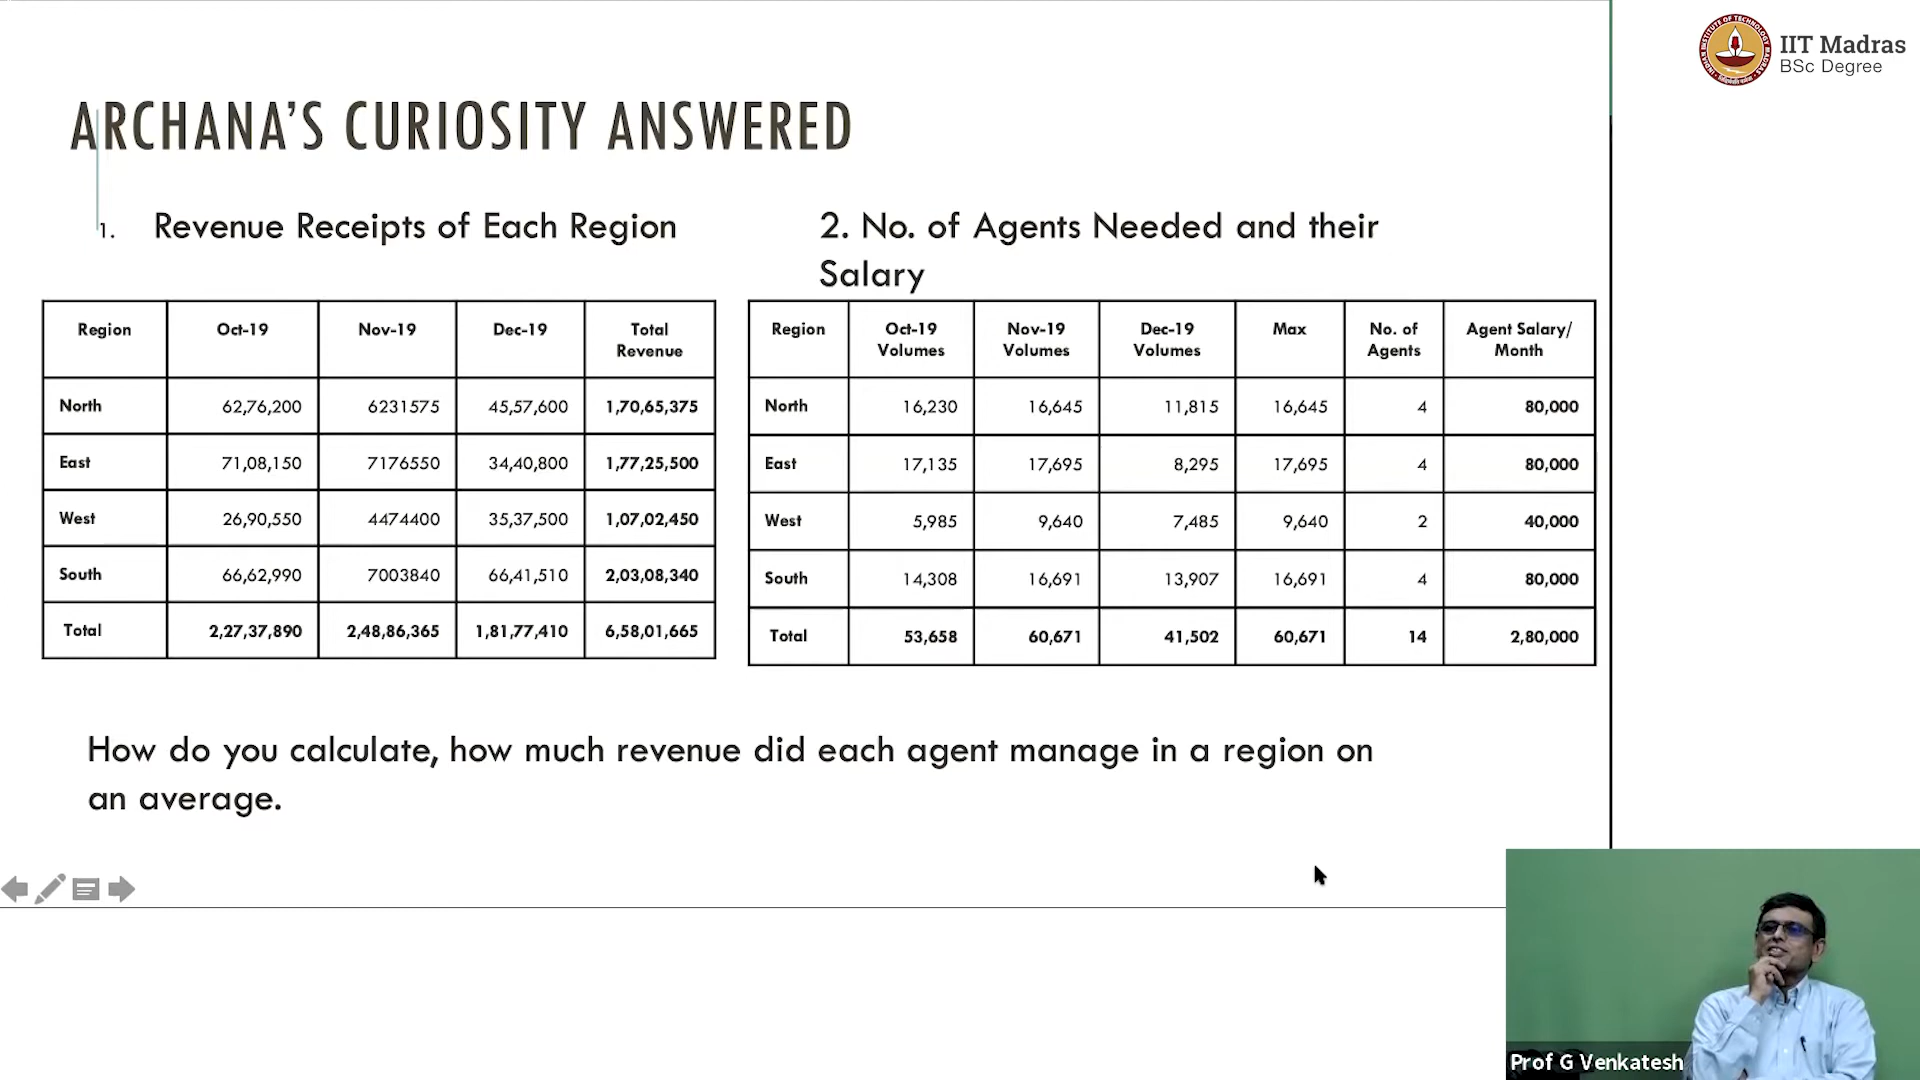 IIT Madras
BSc Degree
ARCHANA'S CURIOSITY ANSWERED
1. Revenue Receipts of Each Region
Region Oct-19 Nov-19 Dec-19 Total Revenue
North 62,76,200 6231575 45,57,600 1,70,65,375
East 71,08,150 7176550 34,40,800 1,77,25,500
West 26,90,550 4474400 35,37,500 1,07,02,450
South 66,62,990 7003840 66,41,510 2,03,08,340
Total 2,27,37,890 2,48,86,365 1,81,77,410 6,58,01,665
2. No. of Agents Needed and their
Salary
Region Oct-19 Volumes Nov-19 Volumes Dec-19 Volumes Max No. of Agents Agent Salary/ Month
North 16,230 16,645 11,815 16,645 4 80,000
East 17,135 17,695 8,295 17,695 4 80,000
West 5,985 9,640 7,485 9,640 2 40,000
South 14,308 16,691 13,907 16,691 4 80,000
Total 53,658 60,671 41,502 60,671 14 2,80,000
How do you calculate, how much revenue did each agent manage in a region on
an average.
Prof G Venkatesh